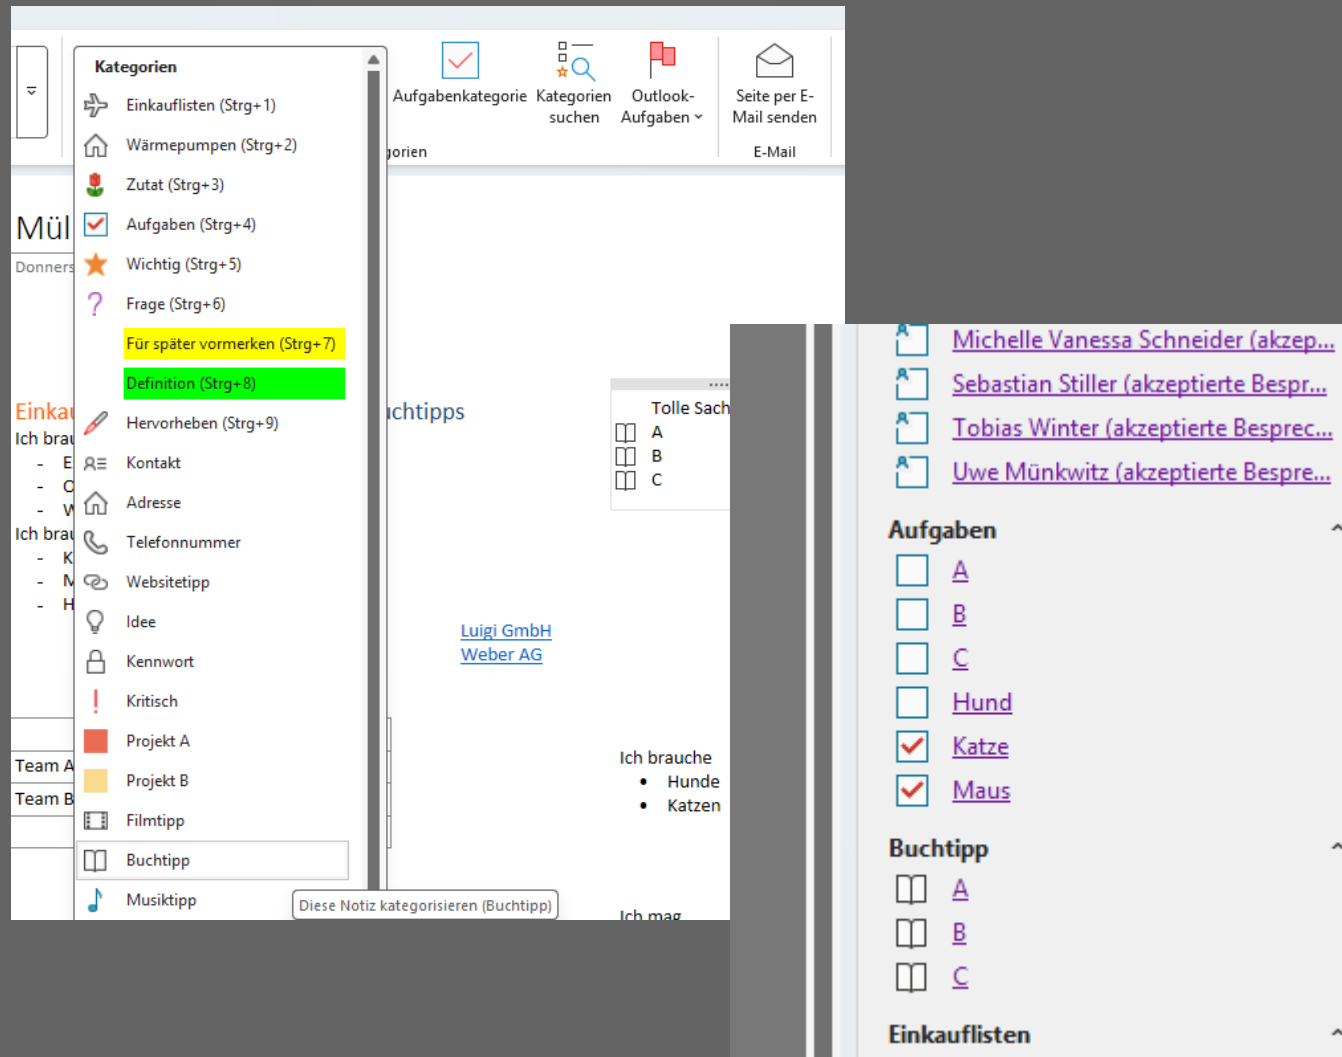 Kategorien
Einkauflisten (Strg+1)
Wärmepumpen (Strg+2)
Zutat (Strg+3)
Aufgaben (Strg+4)
Wichtig (Strg+5)
Frage (Strg+6)
Für später vormerken (Strg+7)
Definition (Strg+8)
Hervorheben (Strg+9)
Kontakt
Adresse
Telefonnummer
Websitetipp
Idee
Kennwort
Kritisch
Projekt A
Projekt B
Filmtipp
Buchtipp
Musiktipp
Diese Notiz kategorisieren (Buchtipp)
Aufgabenkategorie
Kategorien
suchen
Outlook-
Aufgaben
Seite per E-
Mail senden
gorien
E-Mail
Mül
Donners
Einkau
Ich brau
- E
- O
- W
Ich brau
- K
- M
- H
uchtipps
Tolle Sach
A
B
C
Luigi GmbH
Weber AG
Team A
Team B
Ich brauche
• Hunde
• Katzen
Ich mag
Michelle Vanessa Schneider (akzep...
Sebastian Stiller (akzeptierte Bespr...
Tobias Winter (akzeptierte Besprec...
Uwe Münkwitz (akzeptierte Bespre...
Aufgaben
A
B
C
Hund
Katze
Maus
Buchtipp
A
B
C
Einkauflisten